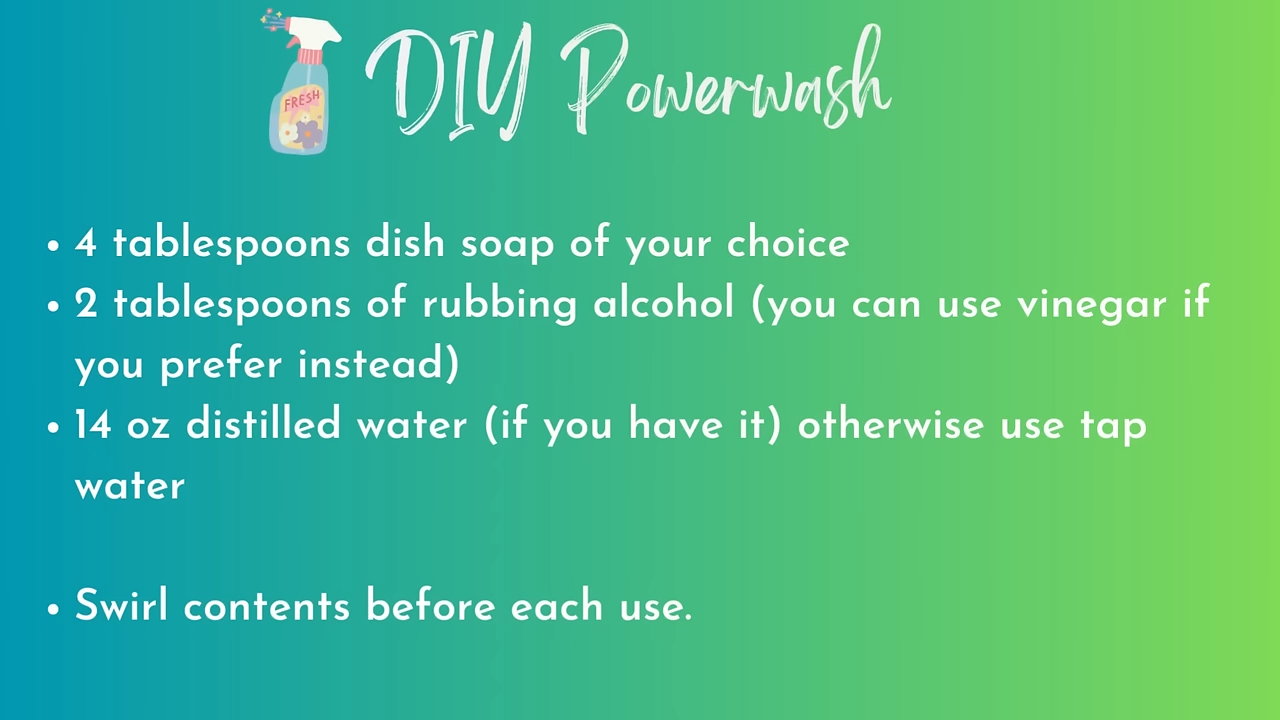 FRESH
DIY Powerwash
• 4 tablespoons dish soap of your choice
• 2 tablespoons of rubbing alcohol (you can use vinegar if
you prefer instead)
• 14 oz distilled water (if you have it) otherwise use tap
water
• Swirl contents before each use.